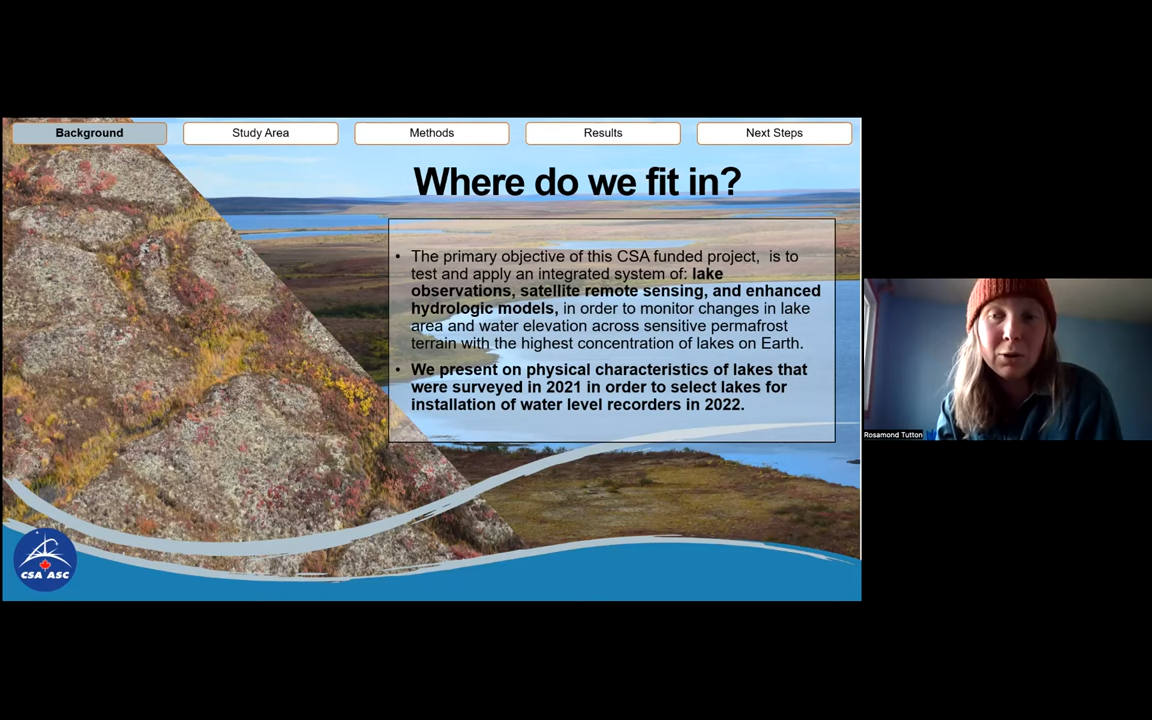 Background
Study Area
Methods
Results
Next Steps
Where do we fit in?
• The primary objective of this CSA funded project,  is to
test and apply an integrated system of: lake
observations, satellite remote sensing, and enhanced
hydrologic models, in order to monitor changes in lake
area and water elevation across sensitive permafrost
terrain with the highest concentration of lakes on Earth.
• We present on physical characteristics of lakes that
were surveyed in 2021 in order to select lakes for
installation of water level recorders in 2022.
CSA ASC
Rosamond Tutton